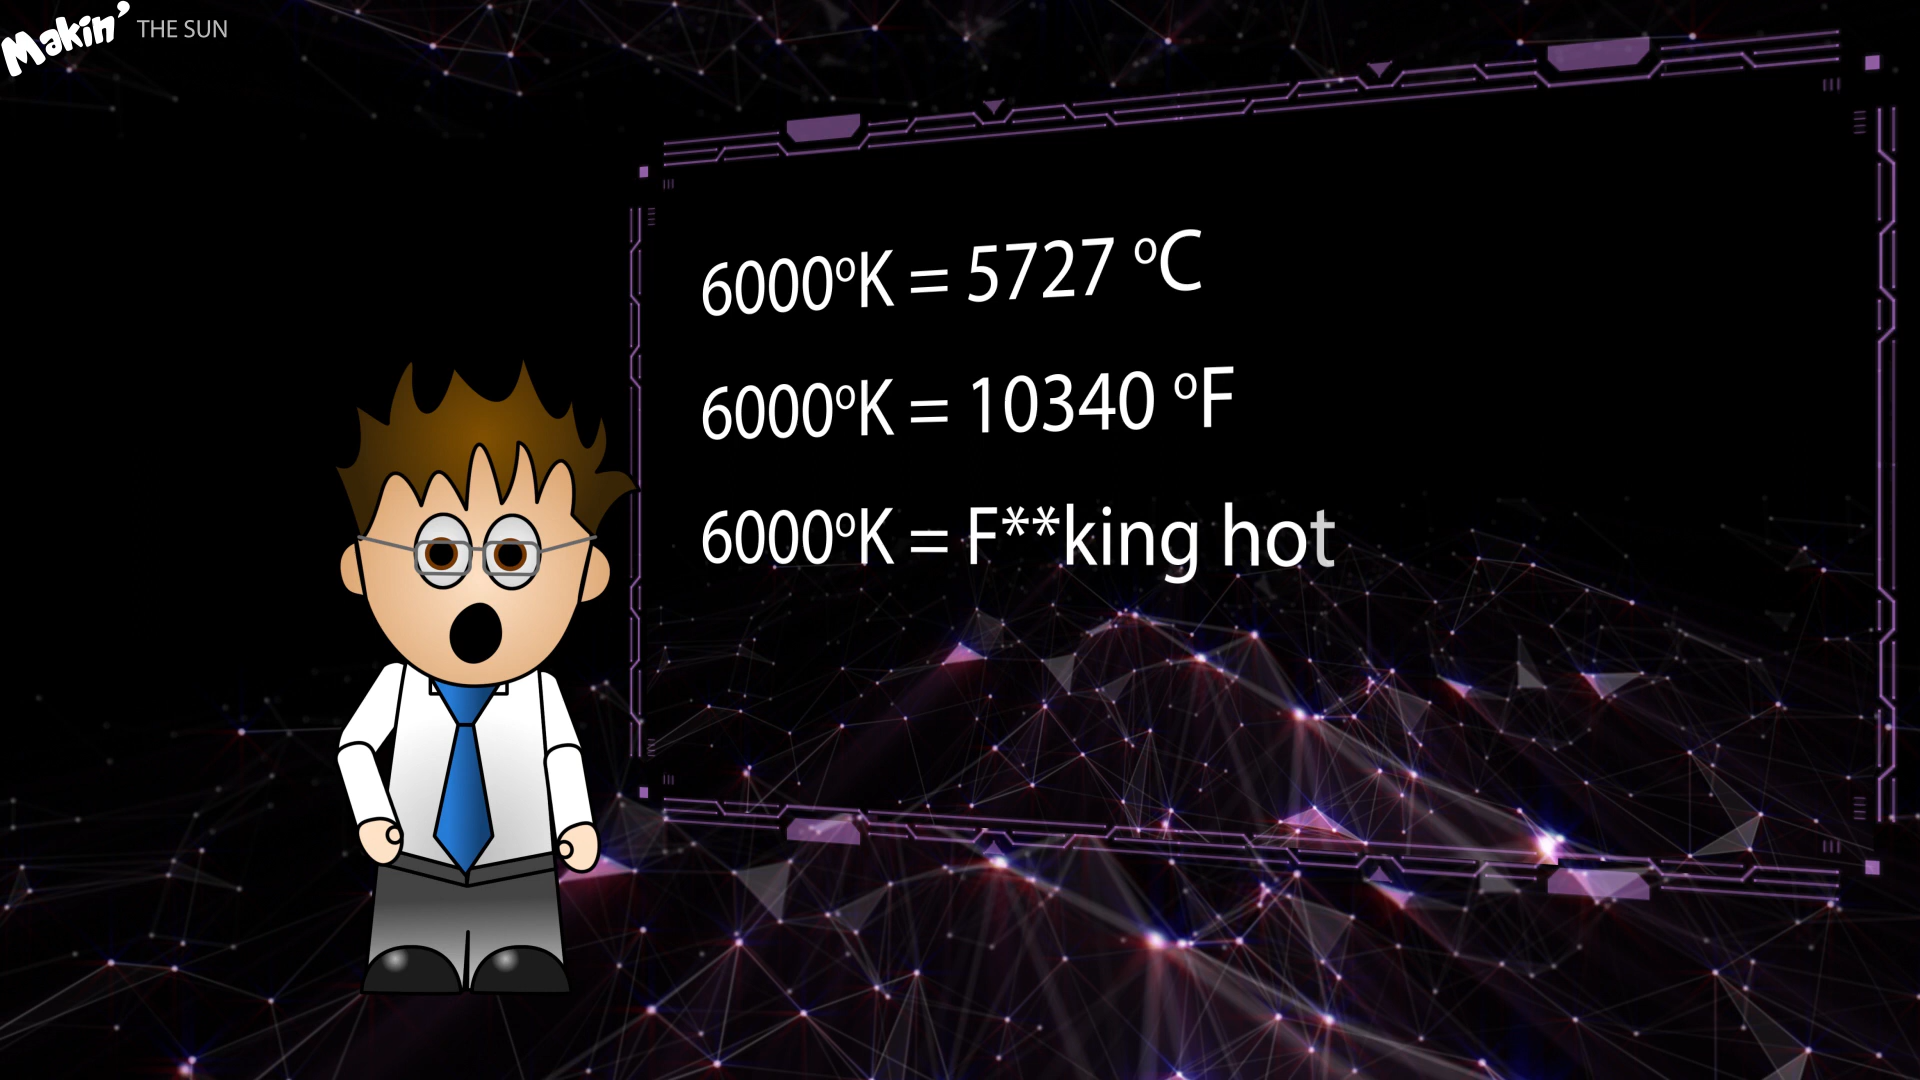 Makin' THE SUN
6000ºK = 5727 ºC
6000ºK = 10340 ºF
6000ºK = F**king hot